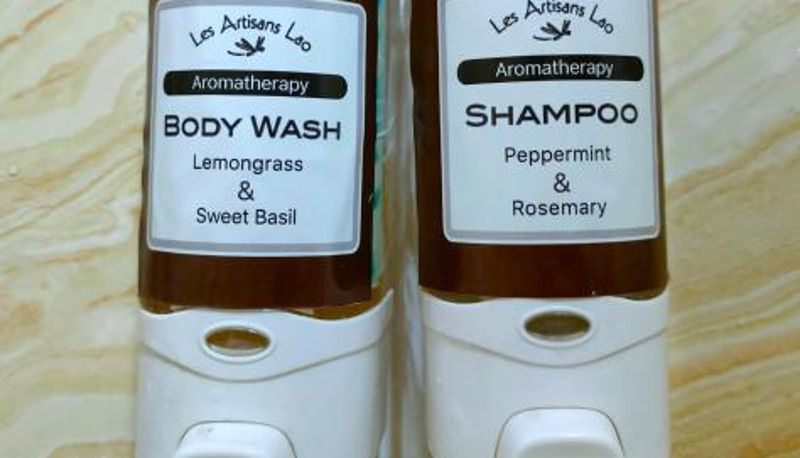 Les Artisans Lao
Aromatherapy
BODY WASH
Lemongrass
&
Sweet Basil
Les Artisans Lao
Aromatherapy
SHAMPOO
Peppermint
&
Rosemary